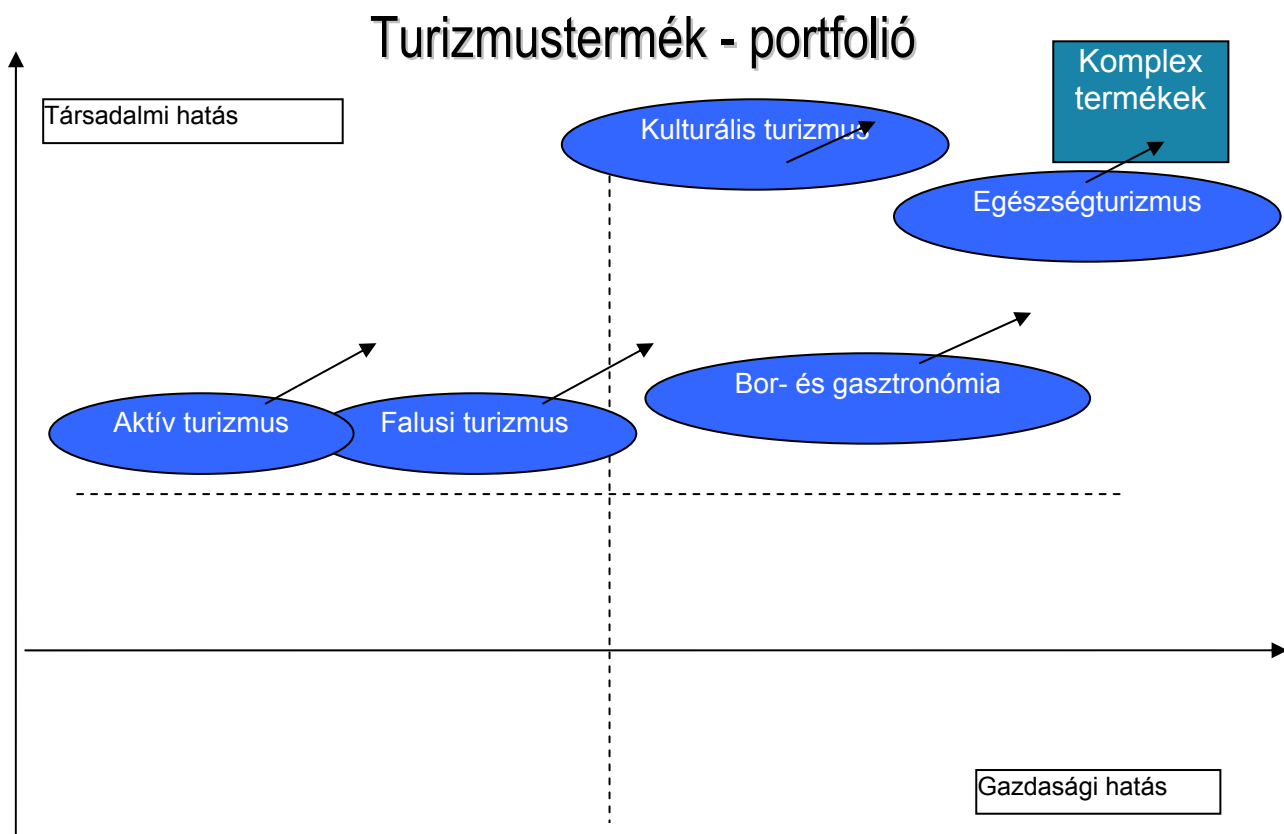 Turizmustermék - portfolió
Társadalmi hatás
Komplex
termékek
Kulturális turizmus
Egészségturizmus
Bor- és gasztronómia
Aktív turizmus
Falusi turizmus
Gazdasági hatás